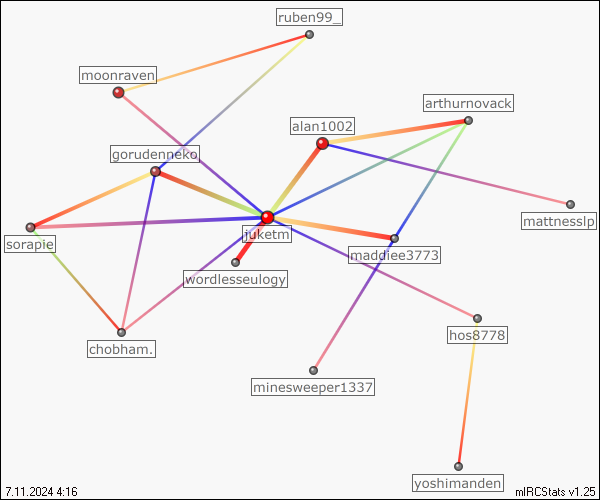 ruben99_
moonraven
arthurnovack
alan1002
gorudenneko
mattnesslp
juketm
sorapie
maddiee3773
wordlesseulogy
hos8778
chobham.
minesweeper1337
yoshimanden
7.11.2024 4:16
mIRCStats v1.25